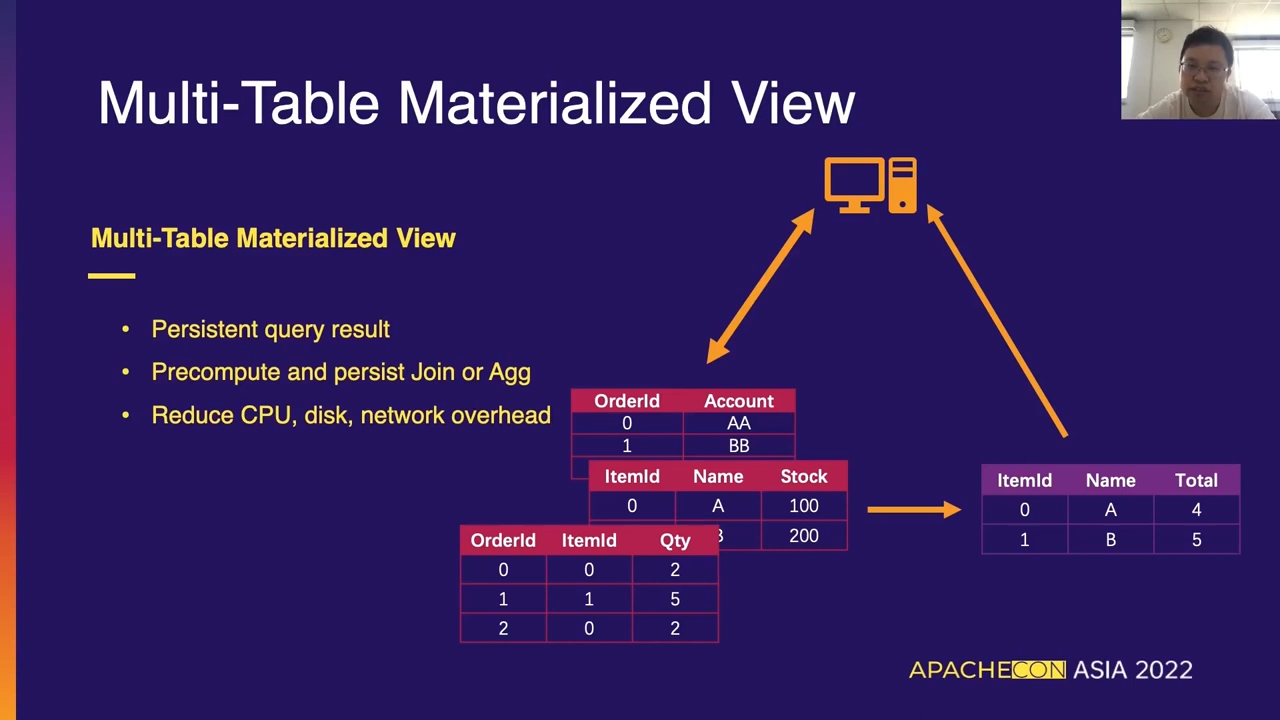 Multi-Table Materialized View
Multi-Table Materialized View
• Persistent query result
• Precompute and persist Join or Agg
• Reduce CPU, disk, network overhead
OrderId Account
0 AA
1 BB
ItemId Name Stock
0 A 100
200
OrderId ItemId Qty
0 0 2
1 1 5
2 0 2
ItemId Name Total
0 A 4
1 B 5
APACHECON ASIA 2022